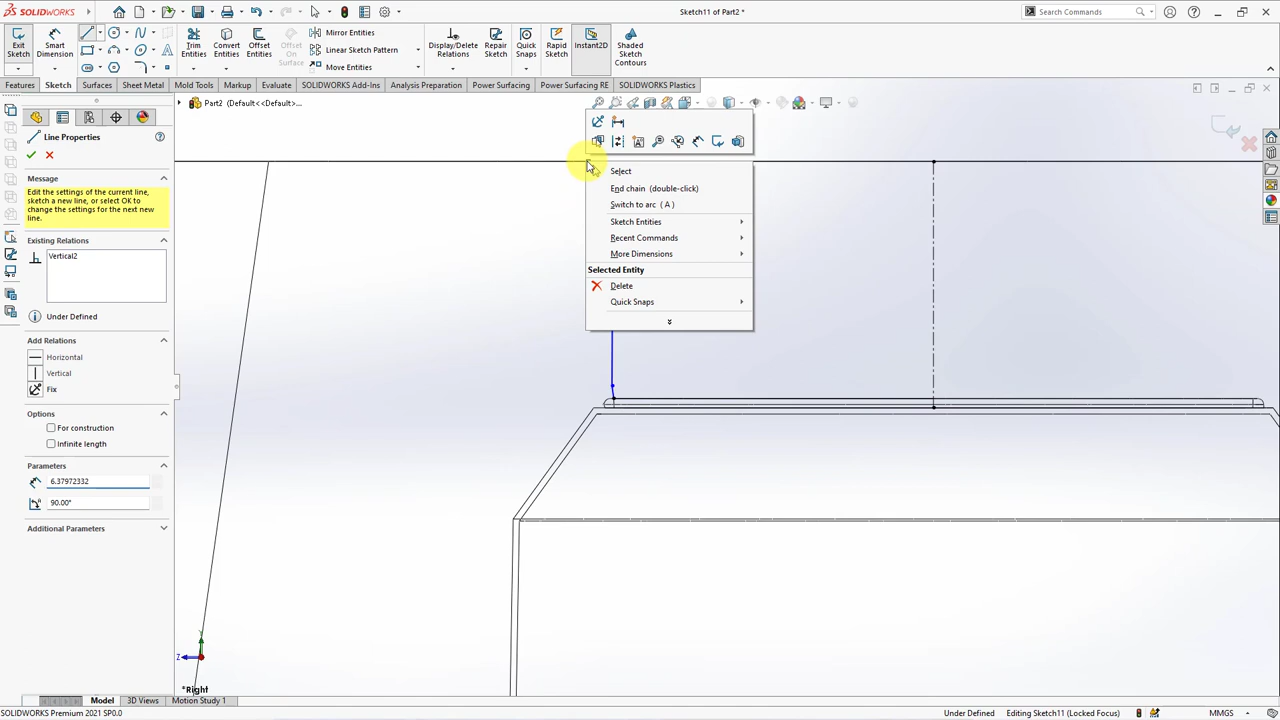 SOLIDWORKS
Sketch11 of Part2 *
Search Commands
Exit Sketch
Smart Dimension
Trim Entities
Convert Entities
Offset Entities
Offset On Surface
Mirror Entities
Linear Sketch Pattern
Move Entities
Display/Delete Relations
Repair Sketch
Quick Snaps
Rapid Sketch
Instant2D
Shaded Sketch Contours
Features
Sketch
Surfaces
Sheet Metal
Mold Tools
Markup
Evaluate
SOLIDWORKS Add-Ins
Analysis Preparation
Power Surfacing
Power Surfacing RE
SOLIDWORKS Plastics
Part2 (Default<<Default>...
Line Properties
Message
Edit the settings of the current line,
sketch a new line, or select OK to
change the settings for the next new
line.
Existing Relations
Vertical2
Under Defined
Add Relations
Horizontal
Vertical
Fix
Options
For construction
Infinite length
Parameters
6.37972332
90.00°
Additional Parameters
Select
End chain (double-click)
Switch to arc ( A )
Sketch Entities
Recent Commands
More Dimensions
Selected Entity
Delete
Quick Snaps
Y
Z
*Right
Model
3D Views
Motion Study 1
SOLIDWORKS Premium 2021 SP0.0
Under Defined
Editing Sketch11 (Locked Focus)
MMGS